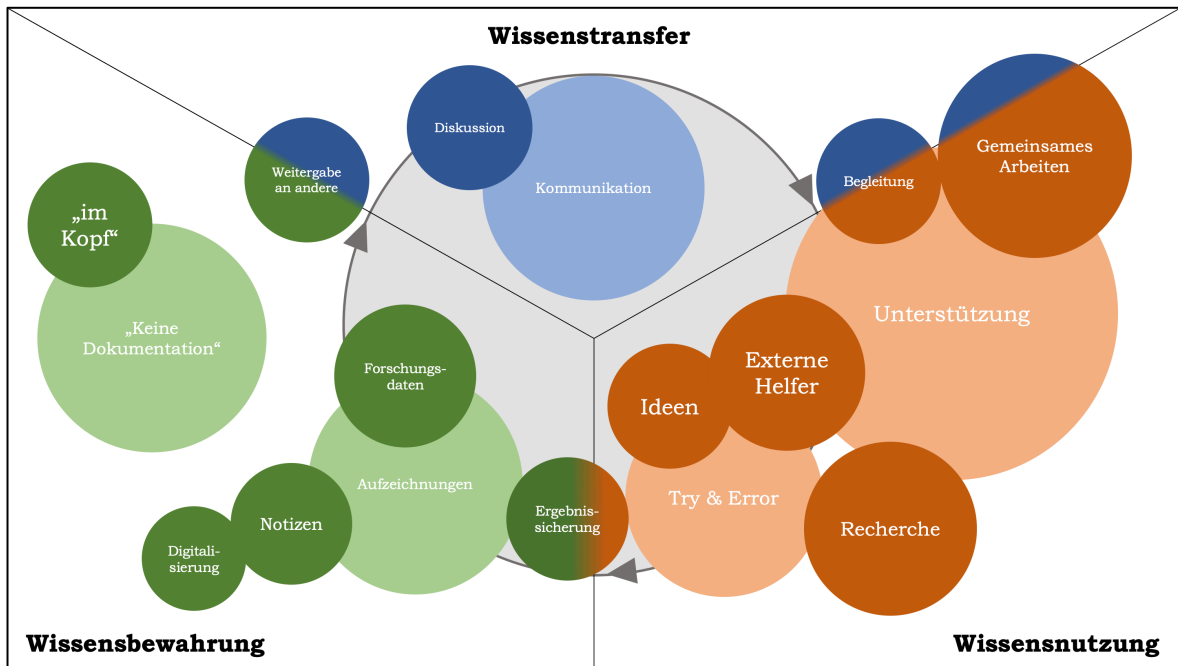 Wissenstransfer
Diskussion
Kommunikation
Weitergabe
an andere
Begleitung
Gemeinsames
Arbeiten
„im
Kopf“
„Keine
Dokumentation“
Unterstützung
Forschungs-
daten
Externe
Helfer
Ideen
Aufzeichnungen
Ergebnis-
sicherung
Try & Error
Recherche
Notizen
Digitali-
sierung
Wissensbewahrung
Wissensnutzung